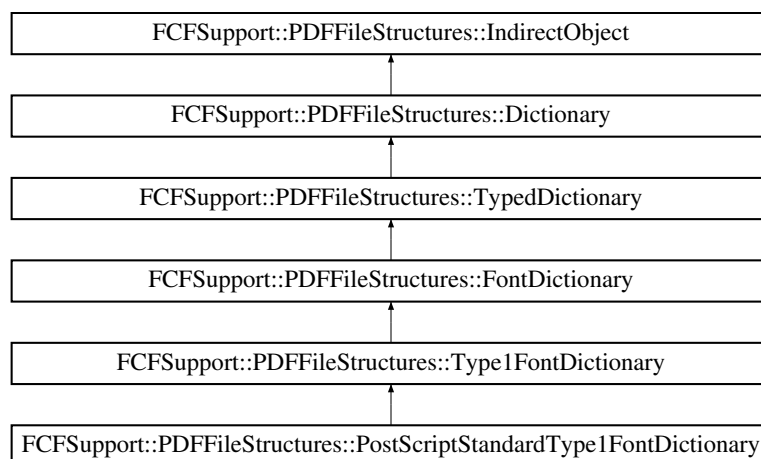 FCFSupport::PDFFileStructures::IndirectObject
FCFSupport::PDFFileStructures::Dictionary
FCFSupport::PDFFileStructures::TypedDictionary
FCFSupport::PDFFileStructures::FontDictionary
FCFSupport::PDFFileStructures::Type1FontDictionary
FCFSupport::PDFFileStructures::PostScriptStandardType1FontDictionary